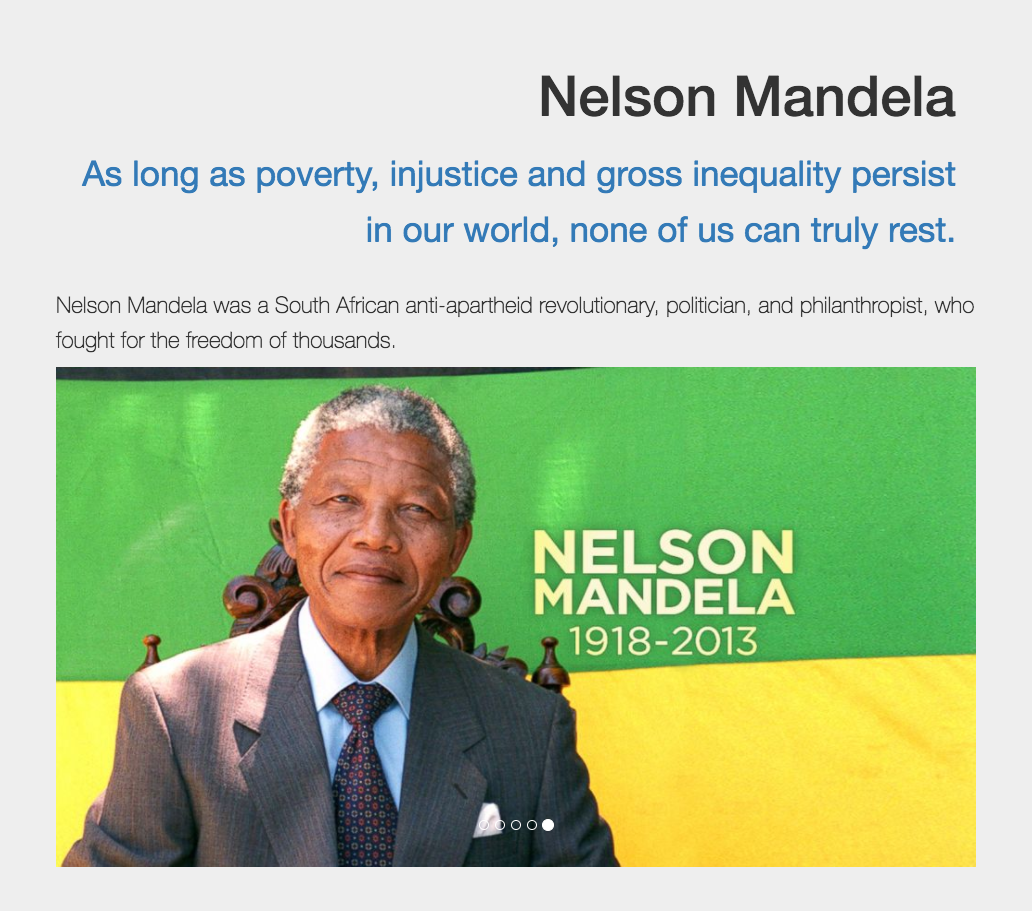 Nelson Mandela
As long as poverty, injustice and gross inequality persist
in our world, none of us can truly rest.
Nelson Mandela was a South African anti-apartheid revolutionary, politician, and philanthropist, who
fought for the freedom of thousands.
NELSON
MANDELA
1918-2013